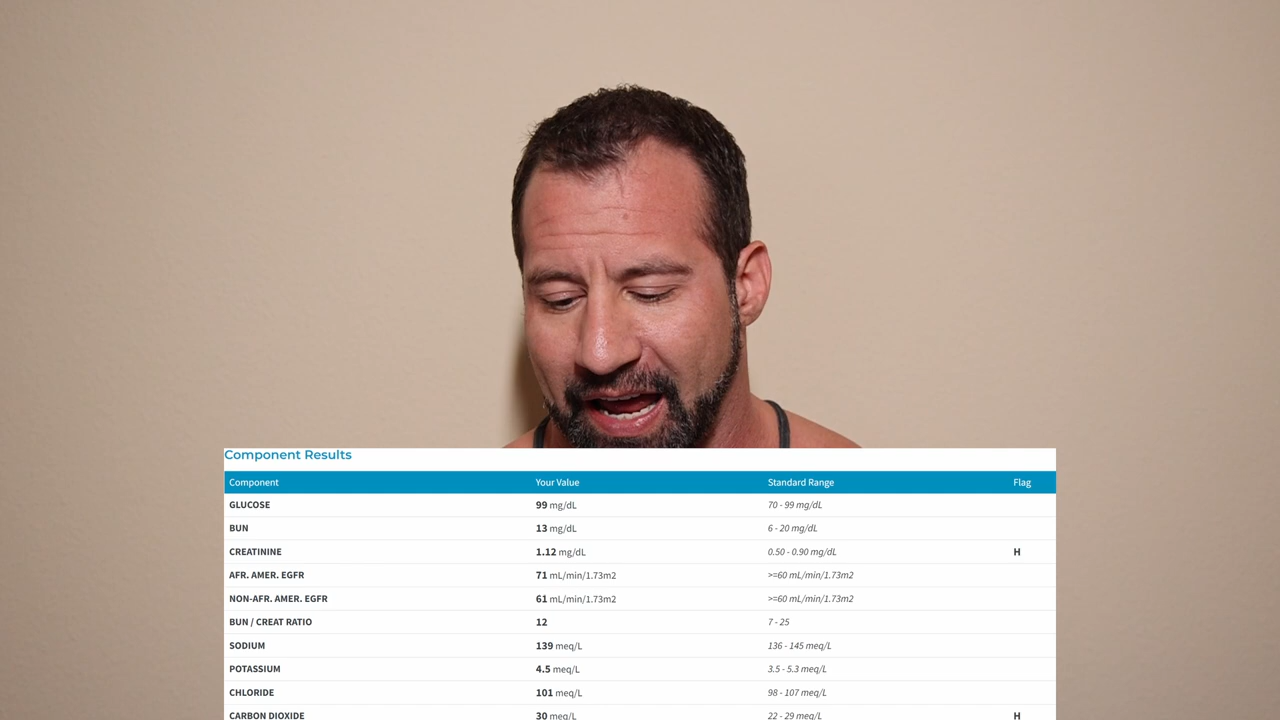 Component Results
Component Your Value Standard Range Flag
GLUCOSE 99 mg/dL 70 - 99 mg/dL
BUN 13 mg/dL 6 - 20 mg/dL
CREATININE 1.12 mg/dL 0.50 - 0.90 mg/dL H
AFR. AMER. EGFR 71 mL/min/1.73m2 >=60 mL/min/1.73m2
NON-AFR. AMER. EGFR 61 mL/min/1.73m2 >=60 mL/min/1.73m2
BUN / CREAT RATIO 12 7 - 25
SODIUM 139 meq/L 136 - 145 meq/L
POTASSIUM 4.5 meq/L 3.5 - 5.3 meq/L
CHLORIDE 101 meq/L 98 - 107 meq/L
CARBON DIOXIDE 30 meq/L 22 - 29 meq/L H